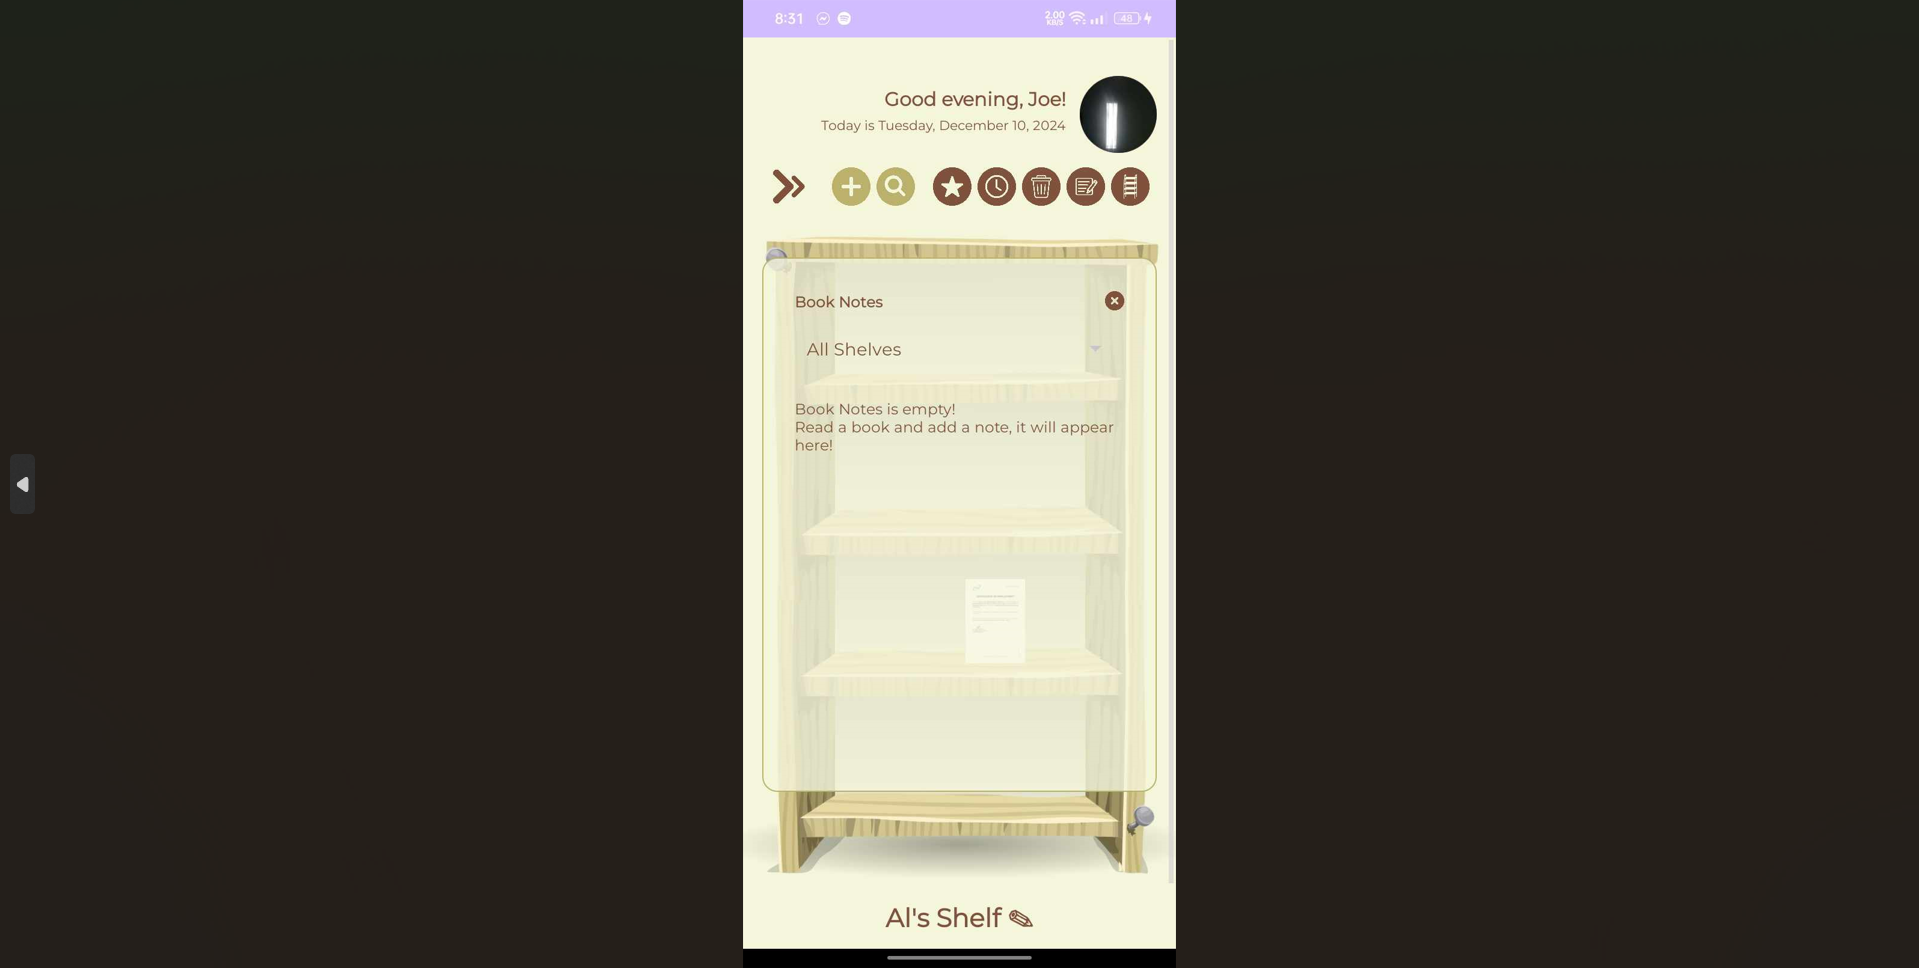 8:31
2.00
KB/S
48
Good evening, Joe!
Today is Tuesday, December 10, 2024
Book Notes
All Shelves
Book Notes is empty!
Read a book and add a note, it will appear
here!
Al's Shelf